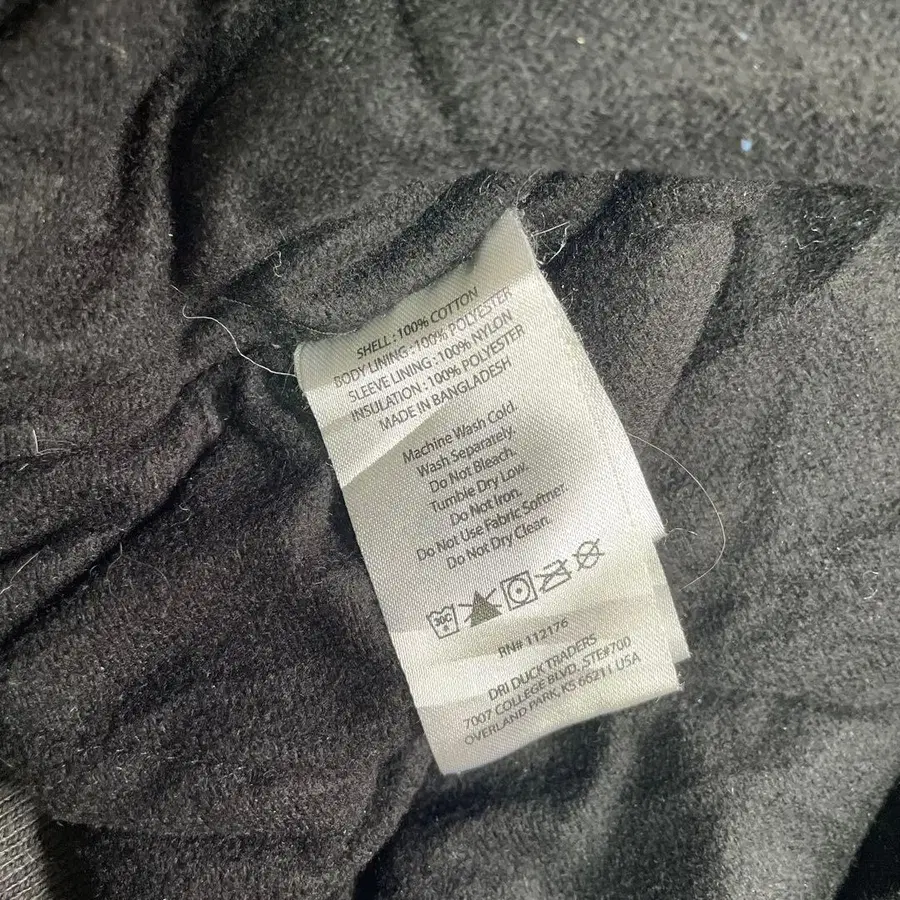 SHELL : 100% COTTON
BODY LINING : 100% POLYESTER
SLEEVE LINING : 100% NYLON
INSULATION : 100% POLYESTER
MADE IN BANGLADESH
Machine Wash Cold.
Wash Separately.
Do Not Bleach.
Tumble Dry Low.
Do Not Iron.
Do Not Use Fabric Softner.
Do Not Dry Clean.
30C
RN# 112176
DRI DUCK TRADERS
7007 COLLEGE BLVD, STE#700
OVERLAND PARK, KS 66211 USA